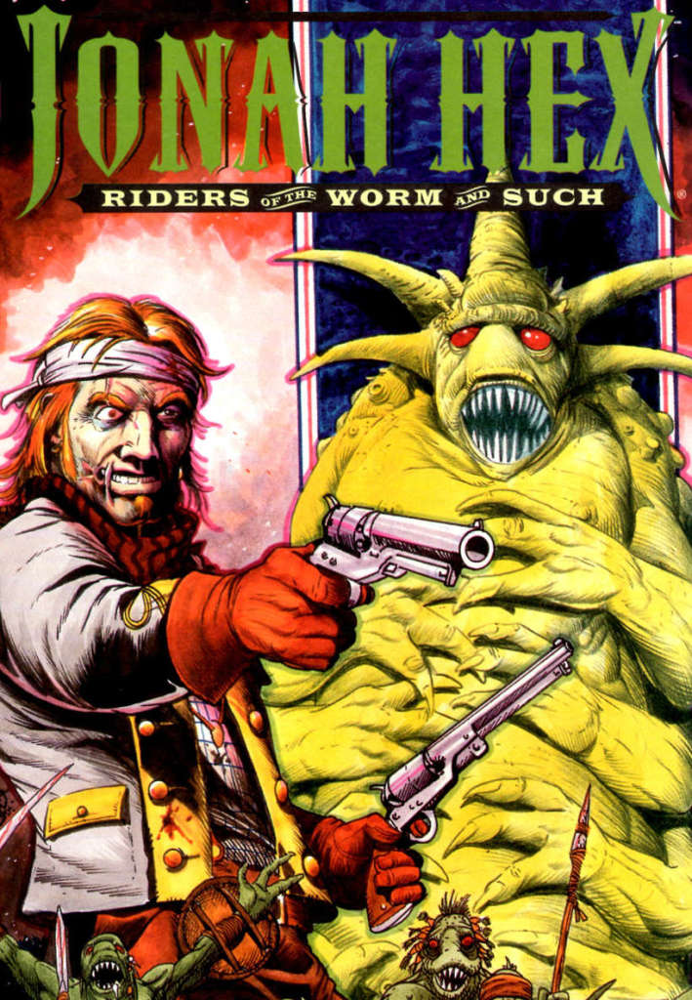 JONAH HEX
RIDERS OF THE WORM AND SUCH
®